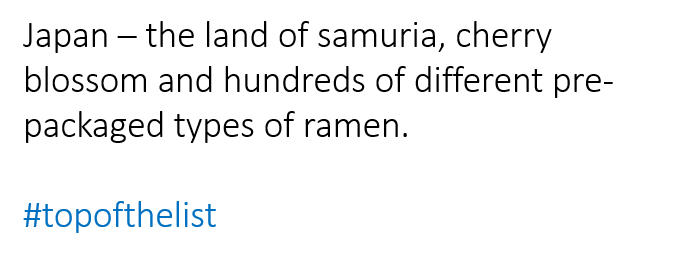 Japan – the land of samuria, cherry
blossom and hundreds of different pre-
packaged types of ramen.
#topofthelist